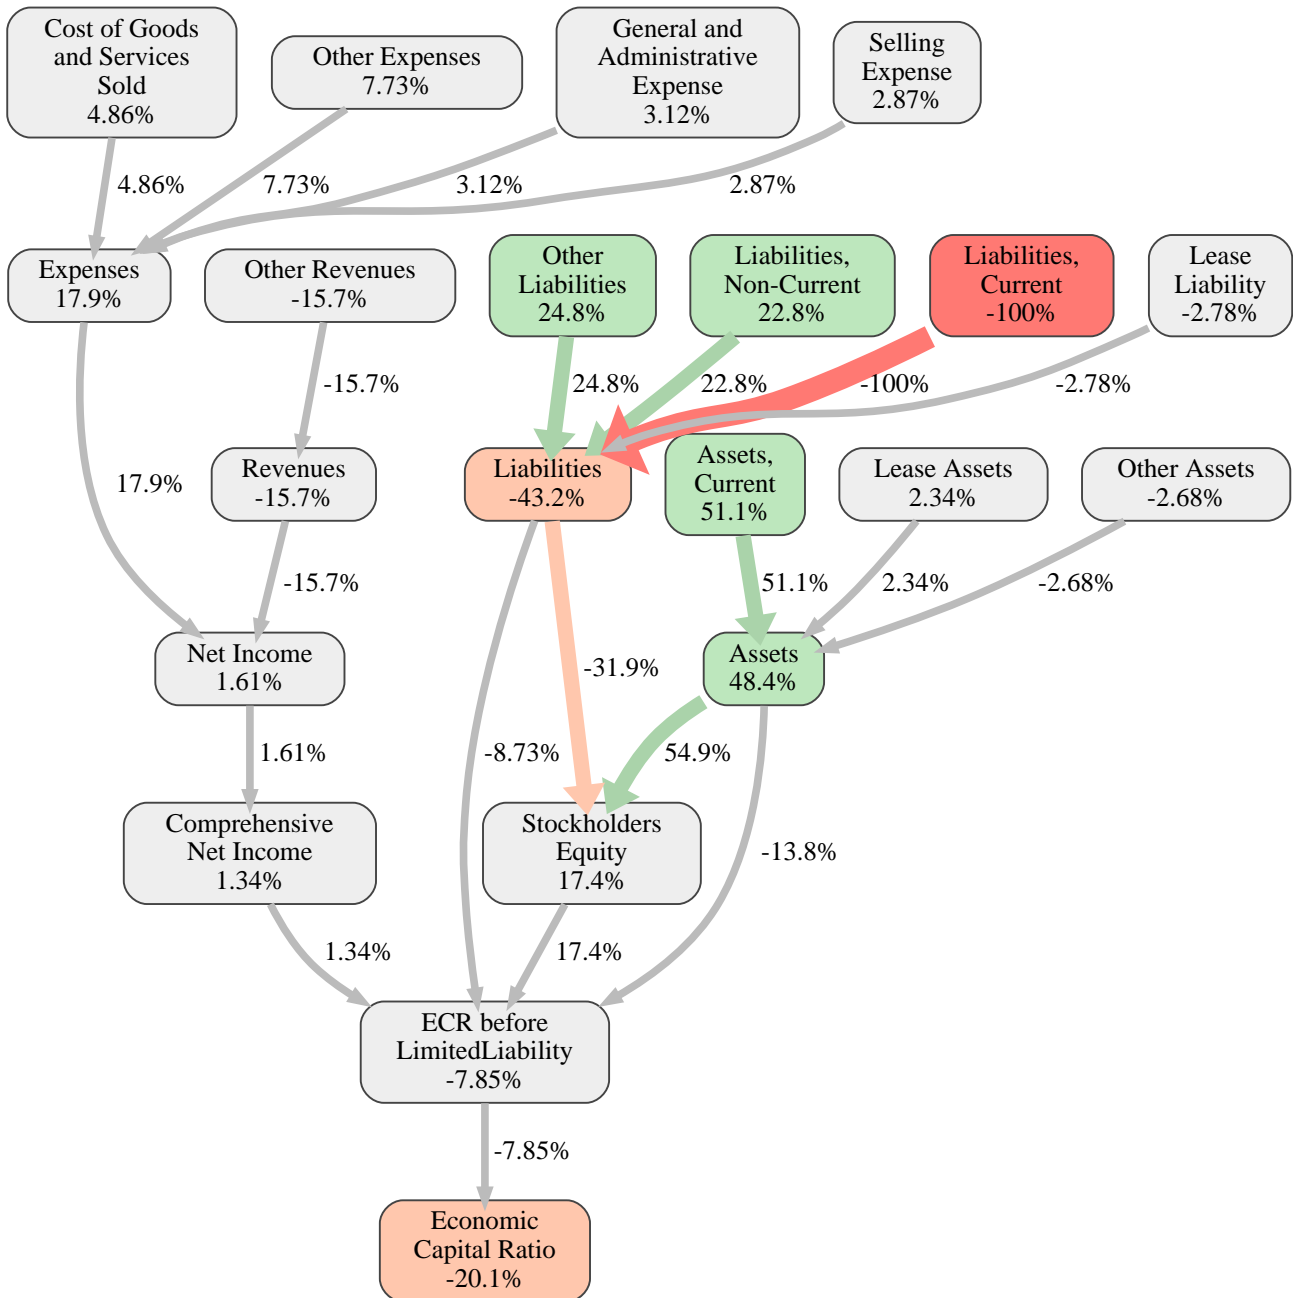 Cost of Goods
and Services
Sold
4.86%
Other Expenses
7.73%
General and
Administrative
Expense
3.12%
Selling
Expense
2.87%
4.86%
7.73%
3.12%
2.87%
Expenses
17.9%
Other Revenues
-15.7%
Other
Liabilities
24.8%
Liabilities,
Non-Current
22.8%
Liabilities,
Current
-100%
Lease
Liability
-2.78%
-15.7%
24.8%
22.8%
-100%
-2.78%
17.9%
Revenues
-15.7%
Liabilities
-43.2%
Assets,
Current
51.1%
Lease Assets
2.34%
Other Assets
-2.68%
-15.7%
51.1%
2.34%
-2.68%
Net Income
1.61%
-31.9%
Assets
48.4%
1.61%
-8.73%
54.9%
Comprehensive
Net Income
1.34%
Stockholders
Equity
17.4%
-13.8%
1.34%
17.4%
ECR before
LimitedLiability
-7.85%
-7.85%
Economic
Capital Ratio
-20.1%